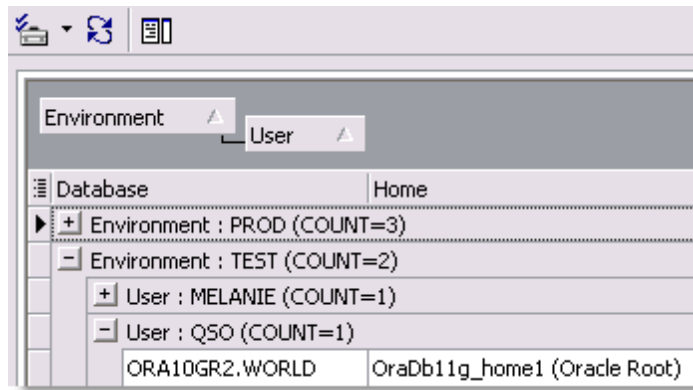 Environment
User
Database Home
Environment : PROD (COUNT=3)
Environment : TEST (COUNT=2)
User : MELANIE (COUNT=1)
User : QSO (COUNT=1)
ORA10GR2.WORLD OraDb11g_home1 (Oracle Root)